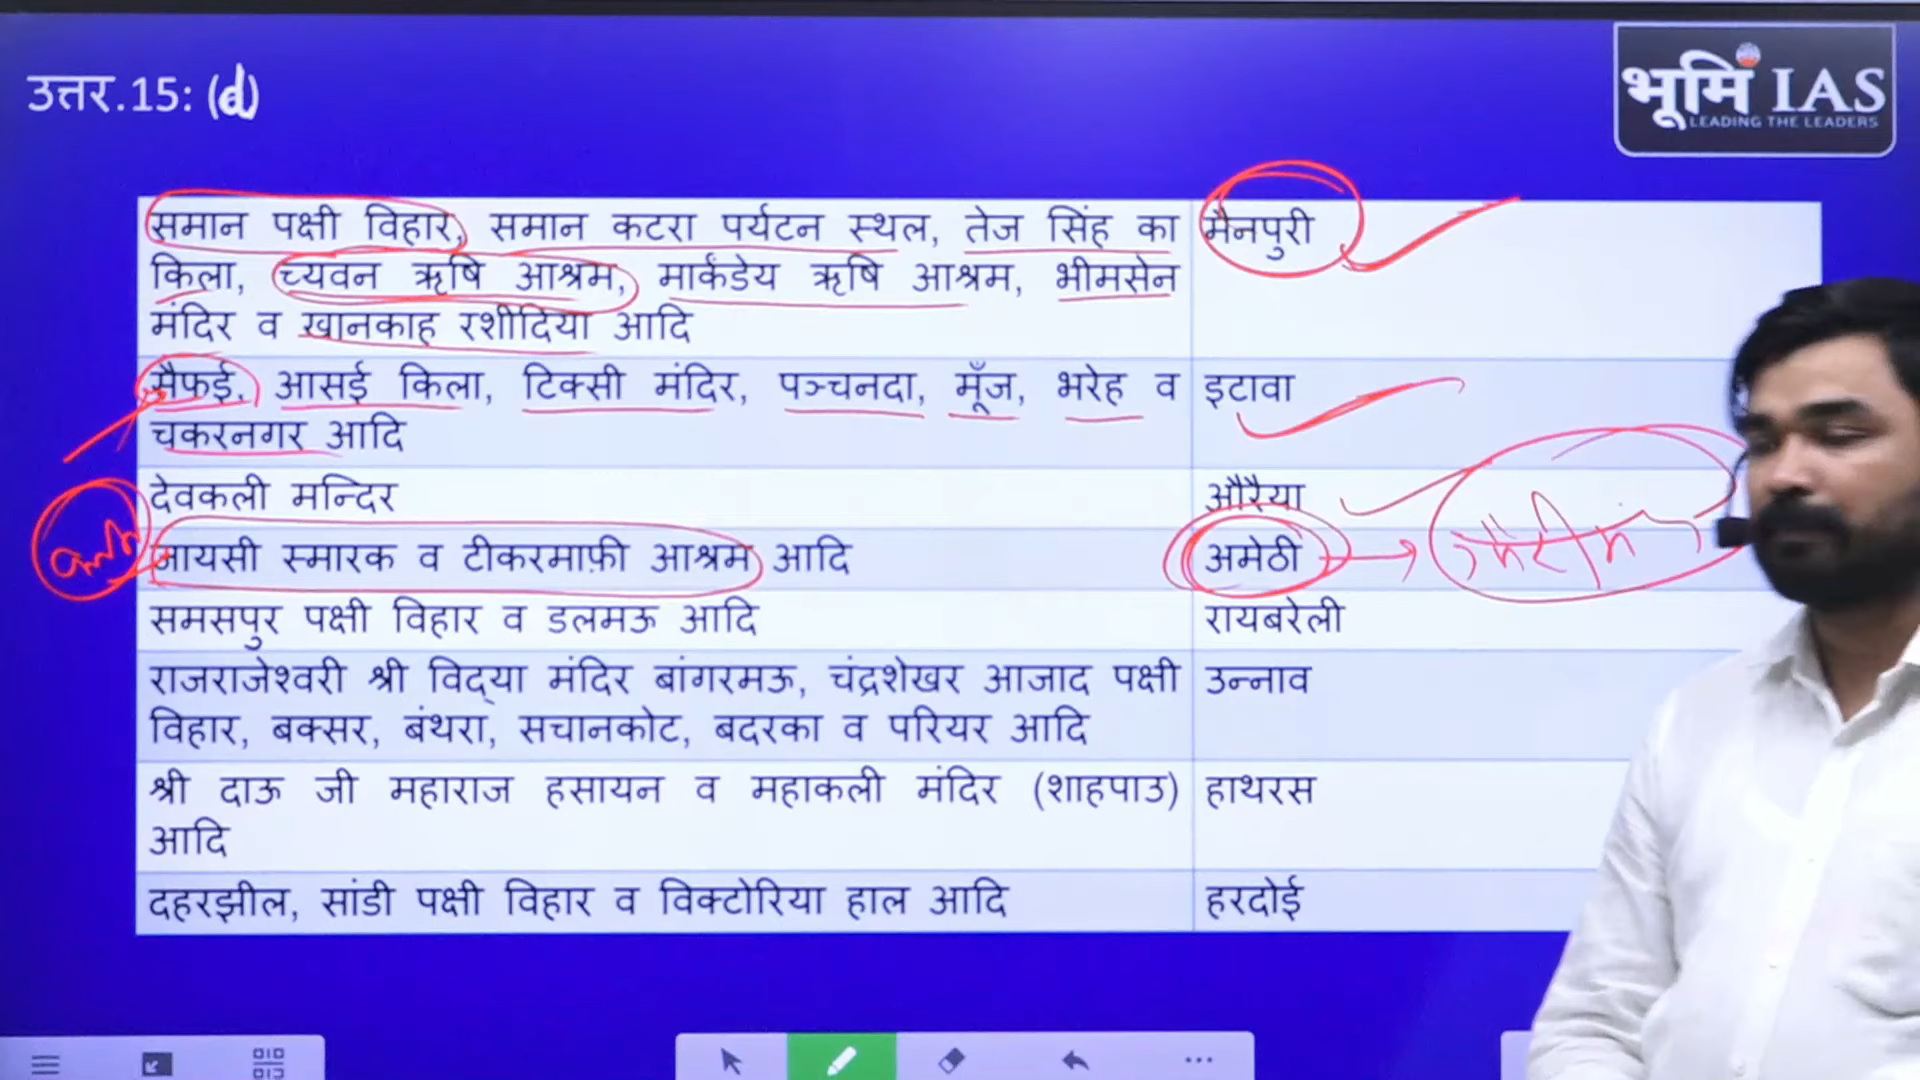 उत्तर.15: (d)
भूमि IAS
LEADING THE LEADERS
समान पक्षी विहार, समान कटरा पर्यटन स्थल, तेज सिंह का
किला, च्यवन ऋषि आश्रम, मार्कंडेय ऋषि आश्रम, भीमसेन
मंदिर व खानकाह रशीदिया आदि
मैनपुरी
सैफई, आसई किला, टिक्सी मंदिर, पञ्चनदा, मूँज, भरेह व
चकरनगर आदि
इटावा
देवकली मन्दिर
औरैया
जायसी स्मारक व टीकरमाफ़ी आश्रम आदि
अमेठी
समसपुर पक्षी विहार व डलमऊ आदि
रायबरेली
राजराजेश्वरी श्री विद्या मंदिर बांगरमऊ, चंद्रशेखर आजाद पक्षी
विहार, बक्सर, बंथरा, सचानकोट, बदरका व परियर आदि
उन्नाव
श्री दाऊ जी महाराज हसायन व महाकली मंदिर (शाहपाउ)
आदि
हाथरस
दहरझील, सांडी पक्षी विहार व विक्टोरिया हाल आदि
हरदोई